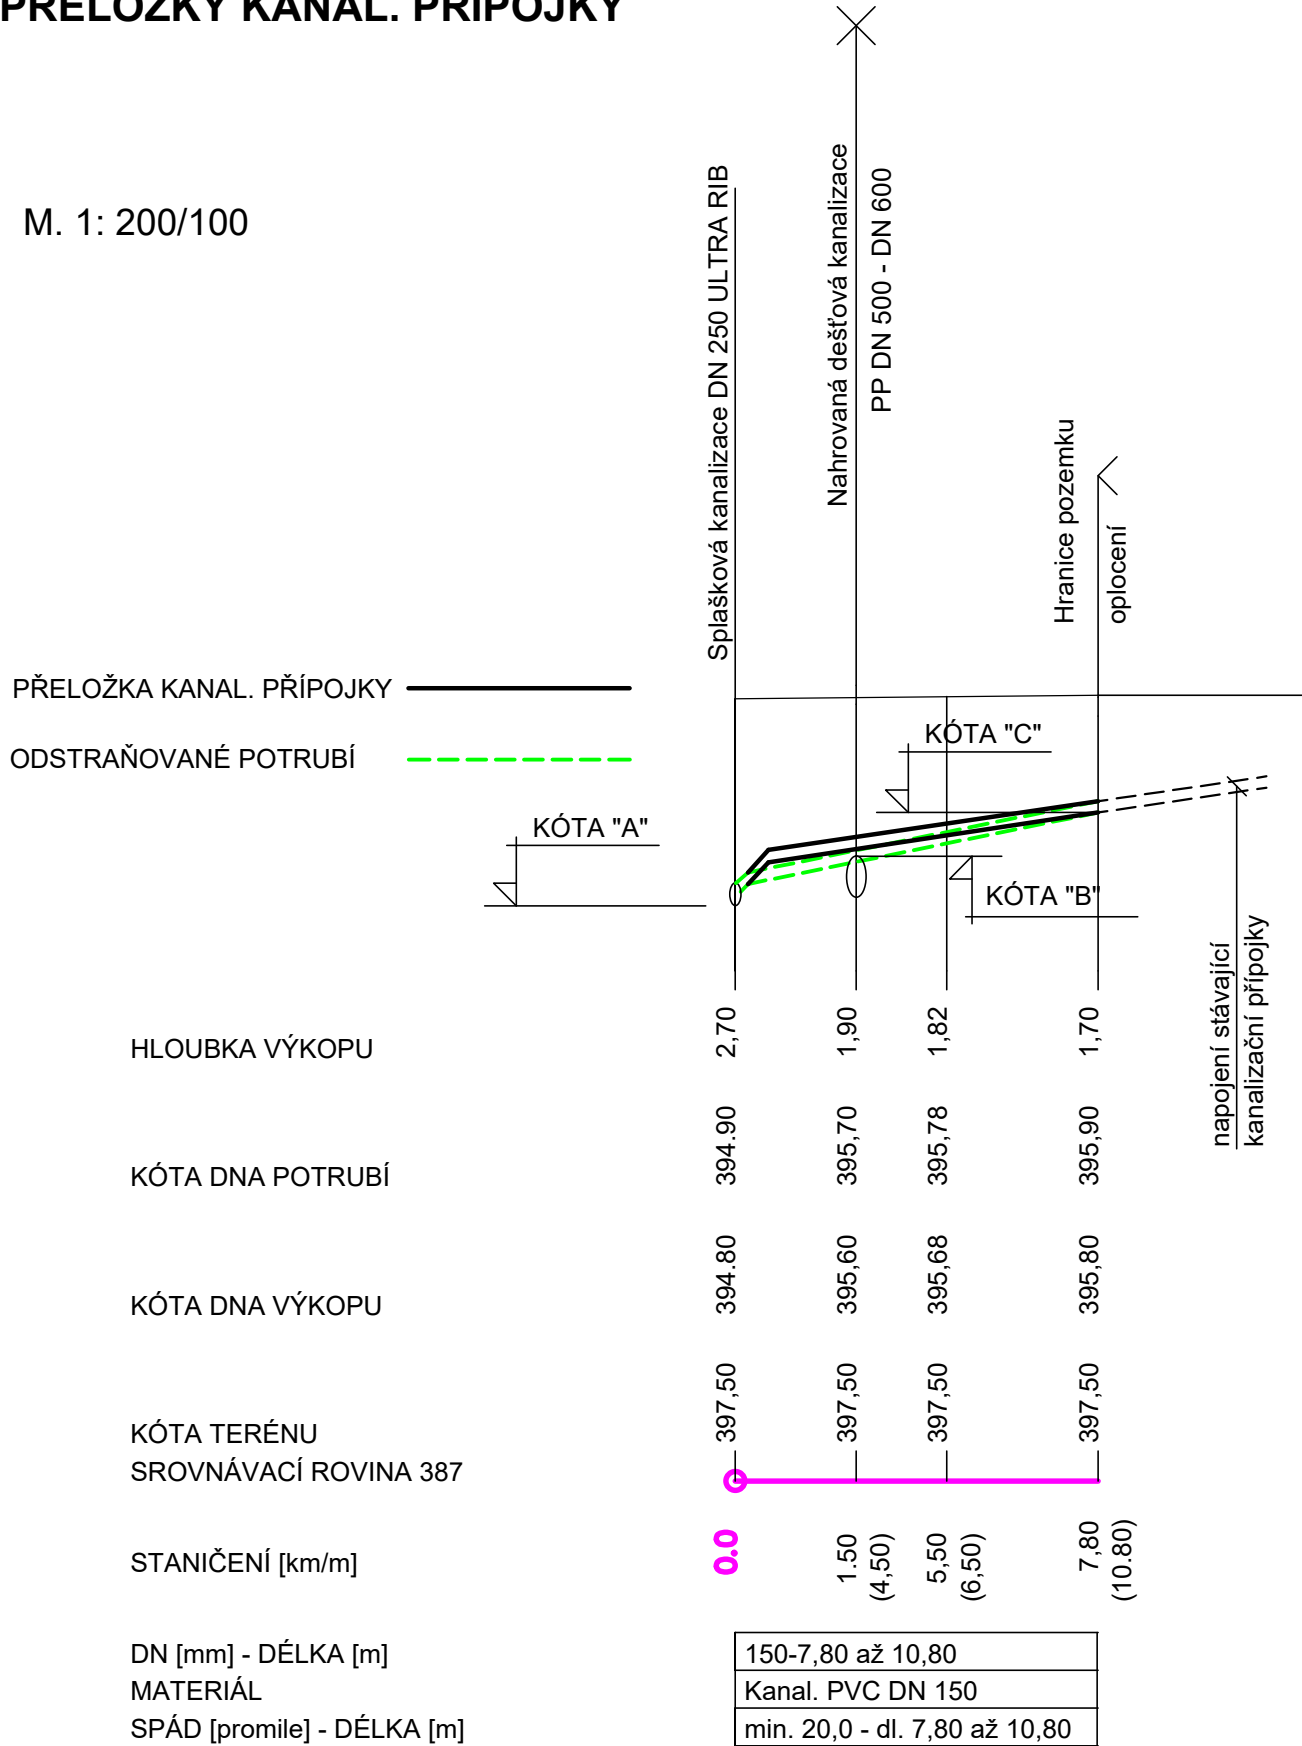 PŘELOŽKY KANAL. PŘÍPOJKY
M. 1: 200/100
Splašková kanalizace DN 250 ULTRA RIB
Nahrovaná dešťová kanalizace
PP DN 500 - DN 600
Hranice pozemku
oplocení
PŘELOŽKA KANAL. PŘÍPOJKY
ODSTRAŇOVANÉ POTRUBÍ
KÓTA "C"
KÓTA "A"
KÓTA "B"
napojení stávající
kanalizační přípojky
HLOUBKA VÝKOPU 2,70 1,90 1,82 1,70
KÓTA DNA POTRUBÍ 394.90 395,70 395,78 395,90
KÓTA DNA VÝKOPU 394.80 395,60 395,68 395,80
KÓTA TERÉNU 397,50 397,50 397,50 397,50
SROVNÁVACÍ ROVINA 387
STANIČENÍ [km/m] 0.0 1.50 (4,50) 5,50 (6,50) 7,80 (10.80)
DN [mm] - DÉLKA [m] 150-7,80 až 10,80
MATERIÁL Kanal. PVC DN 150
SPÁD [promile] - DÉLKA [m] min. 20,0 - dl. 7,80 až 10,80